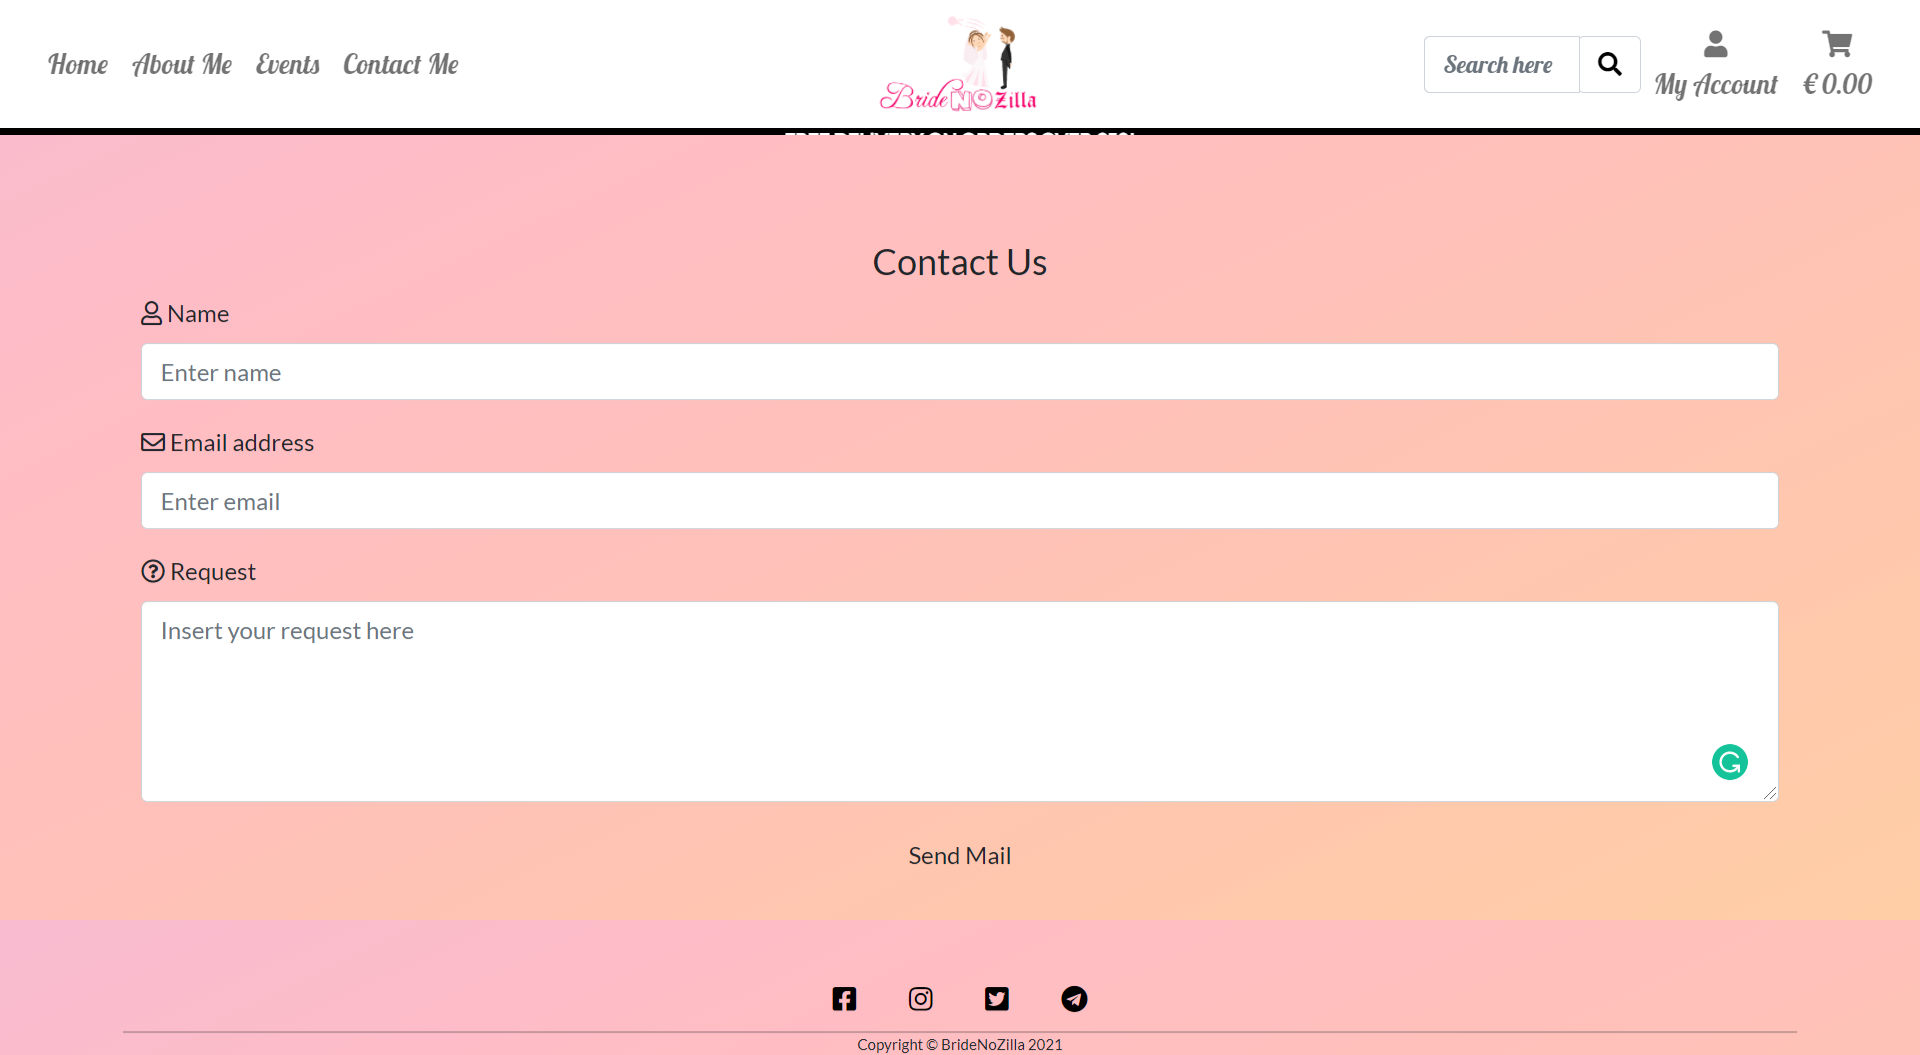 Home About Me Events Contact Me
BrideNOZilla
Search here
My Account
€ 0.00
Contact Us
Name
Enter name
Email address
Enter email
Request
Insert your request here
Send Mail
Copyright © BrideNoZilla 2021